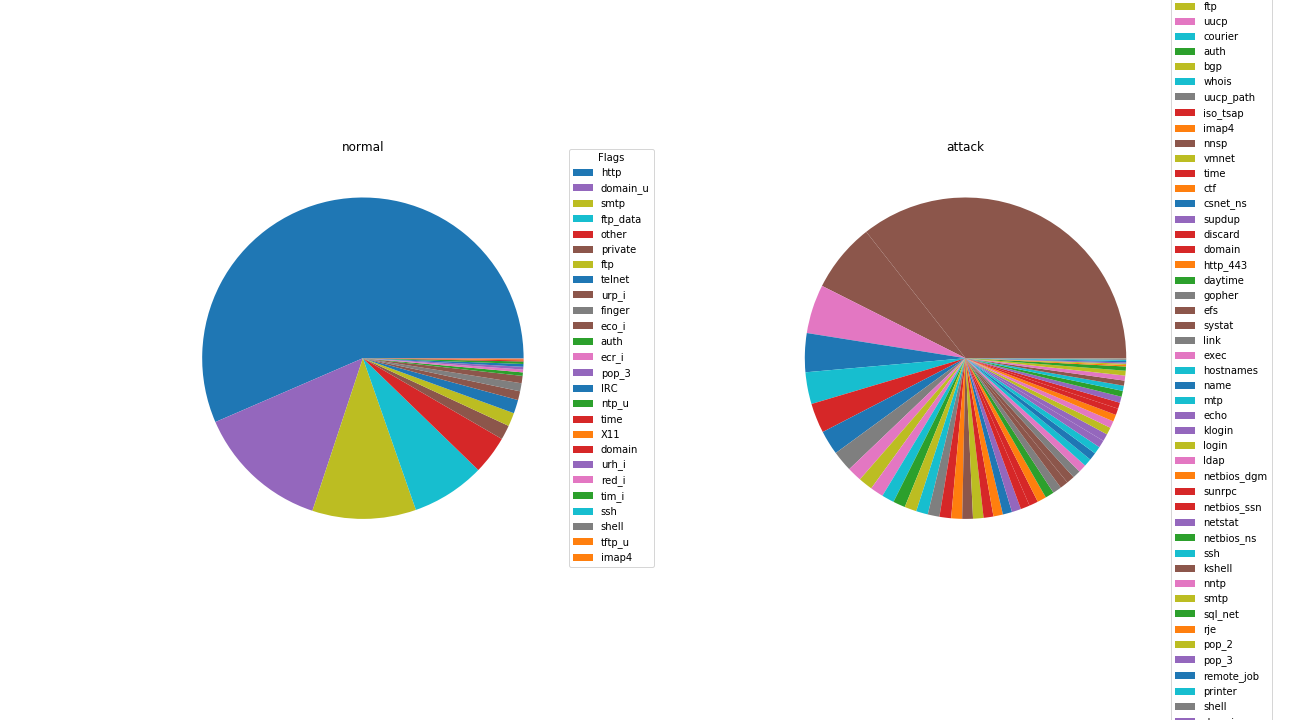 normal
Flags
http
domain_u
smtp
ftp_data
other
private
ftp
telnet
urp_i
finger
eco_i
auth
ecr_i
pop_3
IRC
ntp_u
time
X11
domain
urh_i
red_i
tim_i
ssh
shell
tftp_u
imap4
attack
ftp
uucp
courier
auth
bgp
whois
uucp_path
iso_tsap
imap4
nnsp
vmnet
time
ctf
csnet_ns
supdup
discard
domain
http_443
daytime
gopher
efs
systat
link
exec
hostnames
name
mtp
echo
klogin
login
ldap
netbios_dgm
sunrpc
netbios_ssn
netstat
netbios_ns
ssh
kshell
nntp
smtp
sql_net
rje
pop_2
pop_3
remote_job
printer
shell